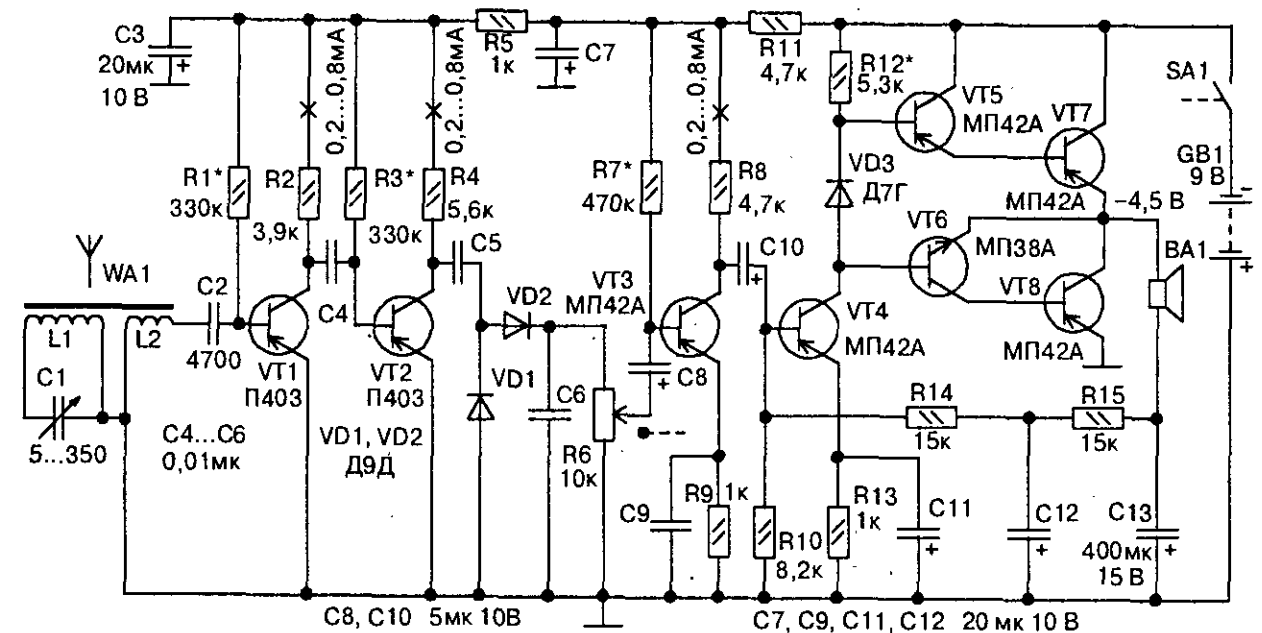 C3
20мк
10 В
R1*
330к
R2
3,9к
0,2...0,8мА
R3*
330к
R4
5,6к
0,2...0,8мА
R5
1к
C7
R7*
470к
R8
4,7к
0,2...0,8мА
R11
4,7к
R12*
5,3к
VT5
МП42А
VT7
МП42А
SA1
GB1
9 В
-
+
VD3
Д7Г
VT6
МП38А
–4,5 В
BA1
VT8
МП42А
WA1
L1
L2
C1
5...350
C2
4700
VT1
П403
C4
VT2
П403
C5
VD2
VD1
C4...C6
0,01мк
VD1, VD2
Д9Д
C6
R6
10к
VT3
МП42А
C8
+
C10
+
VT4
МП42А
R14
15к
R15
15к
C9
R9 1к
R10
8,2к
R13
1к
C11
+
C12
+
C13
400мк
15 В
+
C8, C10 5мк 10В
C7, C9, C11, C12 20 мк 10 В